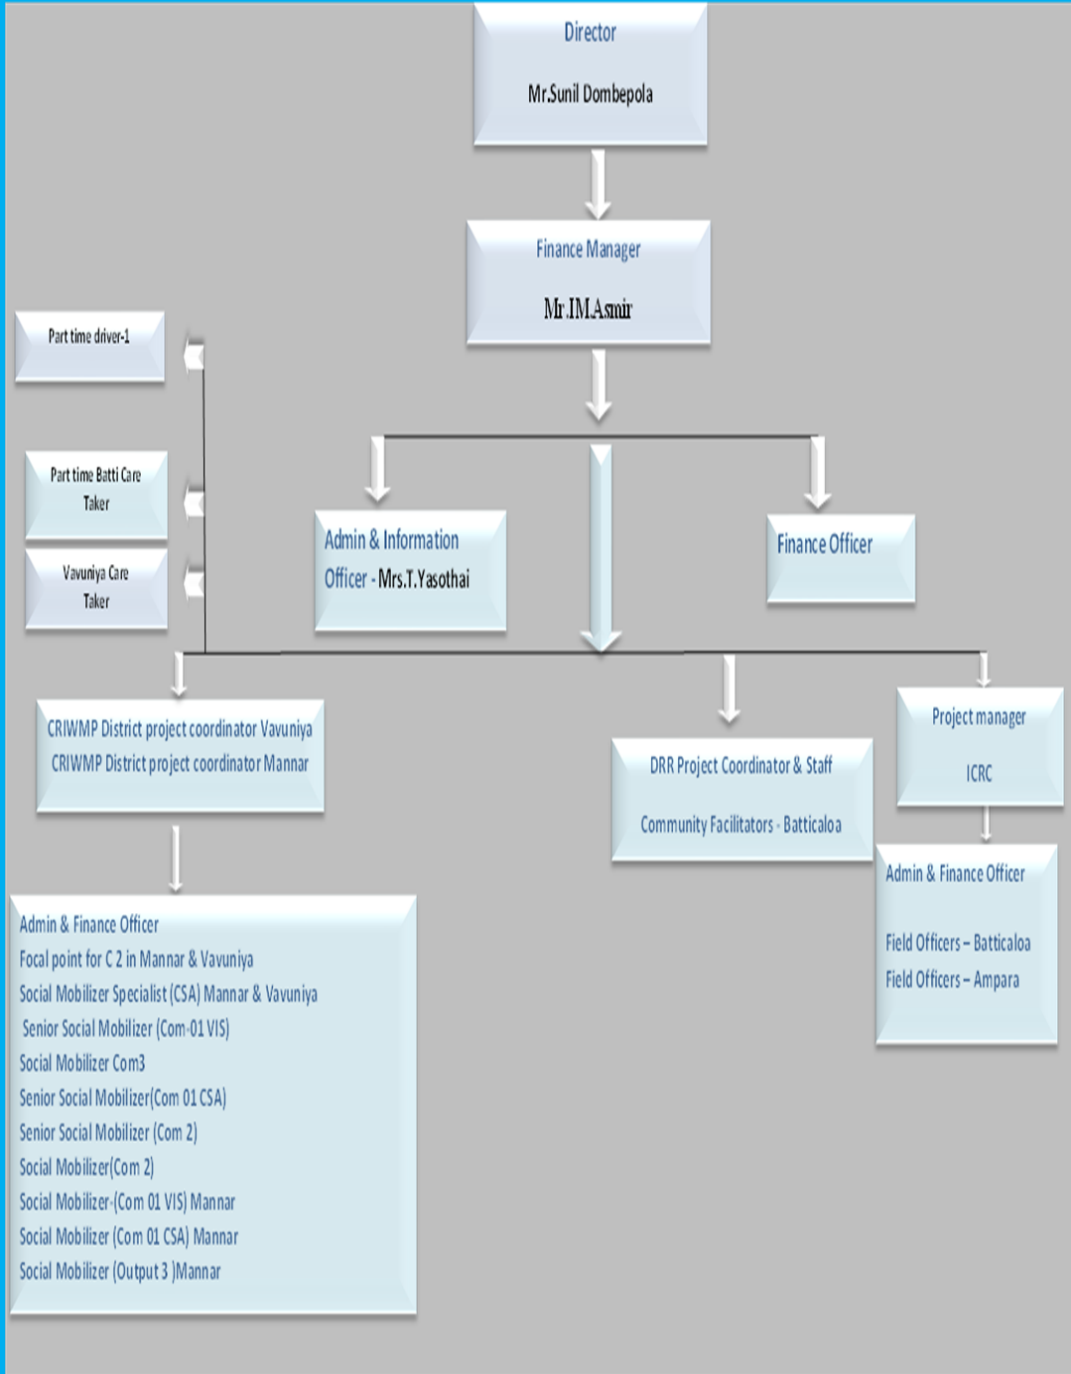 Director
Mr.Sunil Dombepola
Finance Manager
Mr.IM.Asmir
Part time driver-1
Part time Batti Care
Taker
Vavuniya Care
Taker
Admin & Information
Officer - Mrs.T.Yasothai
Finance Officer
CRIWMP District project coordinator Vavuniya
CRIWMP District project coordinator Mannar
DRR Project Coordinator & Staff
Community Facilitators - Batticaloa
Project manager
ICRC
Admin & Finance Officer
Field Officers – Batticaloa
Field Officers – Ampara
Admin & Finance Officer
Focal point for C 2 in Mannar & Vavuniya
Social Mobilizer Specialist (CSA) Mannar & Vavuniya
Senior Social Mobilizer (Com-01 VIS)
Social Mobilizer Com3
Senior Social Mobilizer(Com 01 CSA)
Senior Social Mobilizer (Com 2)
Social Mobilizer(Com 2)
Social Mobilizer-(Com 01 VIS) Mannar
Social Mobilizer (Com 01 CSA) Mannar
Social Mobilizer (Output 3 )Mannar